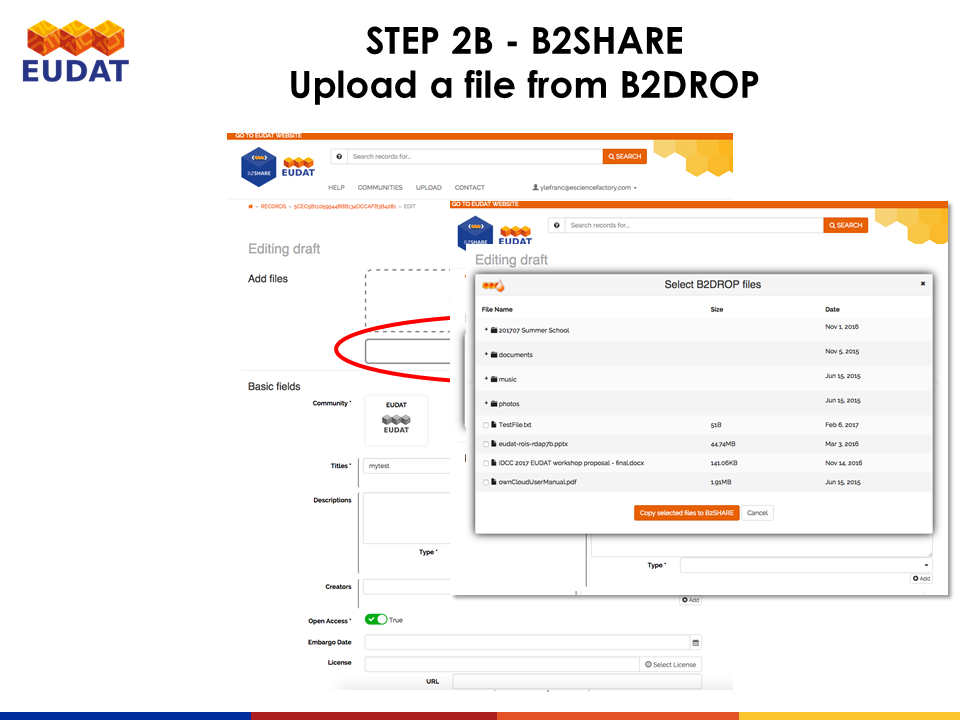 EUDAT
STEP 2B - B2SHARE
Upload a file from B2DROP
GO TO EUDAT WEBSITE
B2SHARE
EUDAT
Search records for...
SEARCH
HELP COMMUNITIES UPLOAD CONTACT
ylefranc@esciencefactory.com
RECORDS
EDIT
Editing draft
Add files
Basic fields
Community *
EUDAT
EUDAT
Titles *
mytest
Descriptions
Type *
Creators
Add
Open Access *
True
Embargo Date
License
Select License
URL
GO TO EUDAT WEBSITE
B2SHARE
EUDAT
Search records for...
SEARCH
Editing draft
Select B2DROP files
File Name Size Date
201707 Summer School Nov 1, 2016
documents Nov 5, 2015
music Jun 15, 2015
photos Jun 15, 2015
TestFile.txt 51B Feb 6, 2017
eudat-rois-rdap7b.pptx 44.74MB Mar 3, 2016
iDCC 2017 EUDAT workshop proposal - final.docx 141.06KB Nov 14, 2016
ownCloudUserManual.pdf 1.91MB Jun 15, 2015
Copy selected files to B2SHARE
Cancel
Type *
Add